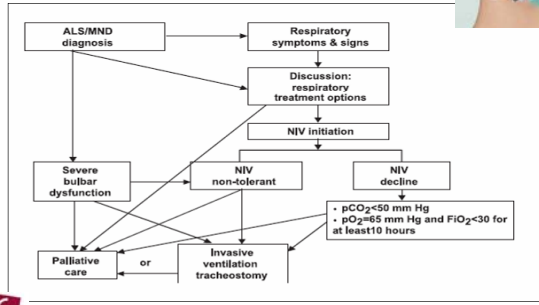 ALS/MND
diagnosis
Respiratory
symptoms & signs
Discussion:
respiratory
treatment options
NIV initiation
Severe
bulbar
dysfunction
NIV
non-tolerant
NIV
decline
• pCO2<50 mm Hg
• pO2=65 mm Hg and FiO2<30 for
at least10 hours
Palliative
care
or
Invasive
ventilation
tracheostomy